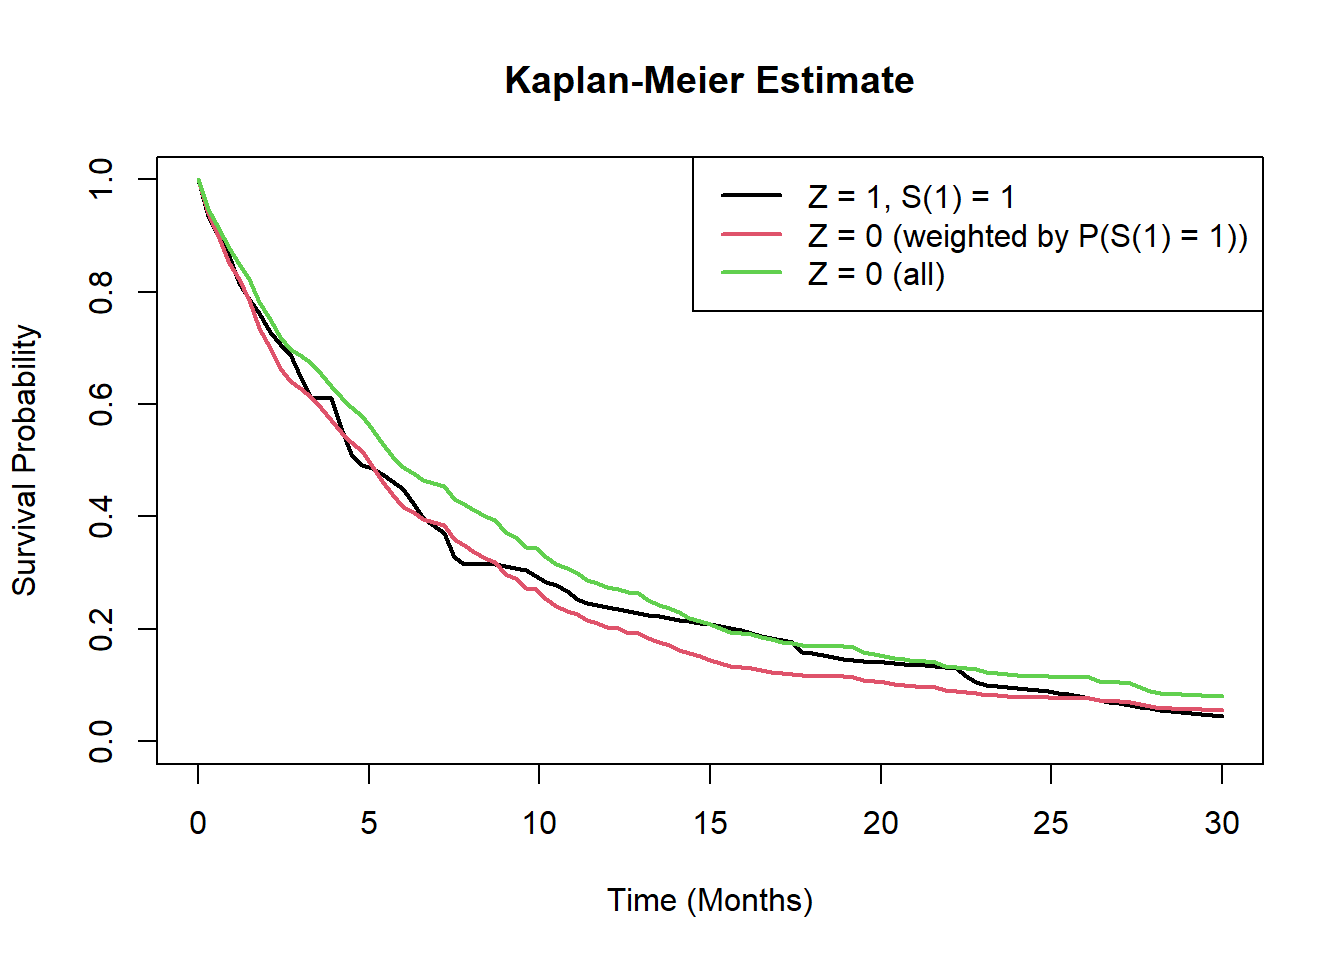 Kaplan-Meier Estimate
Z = 1, S(1) = 1
Z = 0 (weighted by P(S(1) = 1))
Z = 0 (all)
Survival Probability
1.0
0.8
0.6
0.4
0.2
0.0
0 5 10 15 20 25 30
Time (Months)